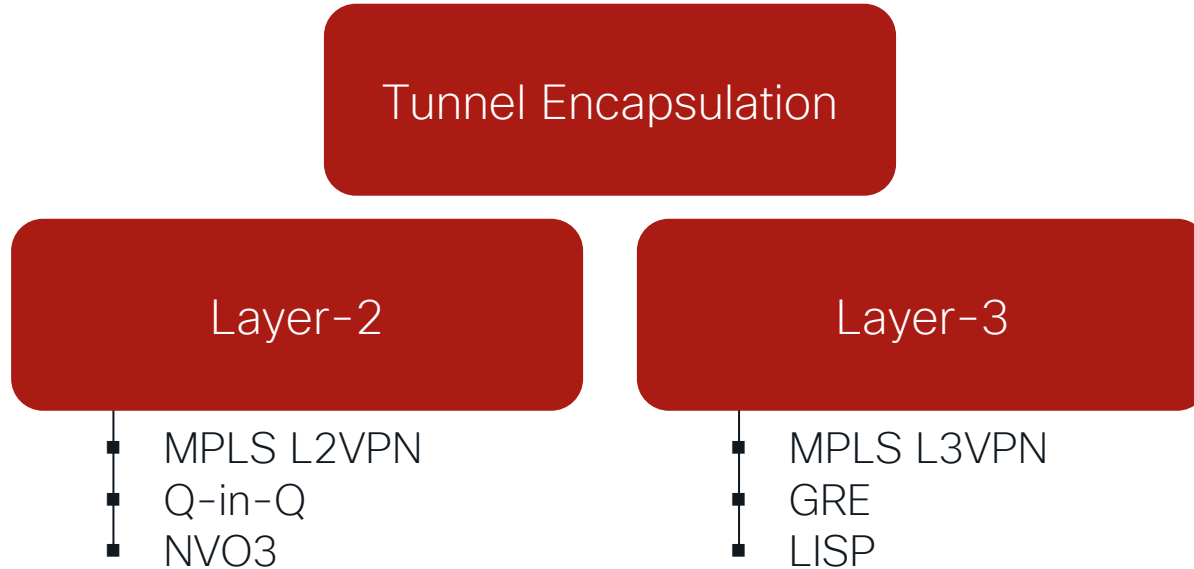 Tunnel Encapsulation
Layer-2
MPLS L2VPN
Q-in-Q
NVO3
Layer-3
MPLS L3VPN
GRE
LISP